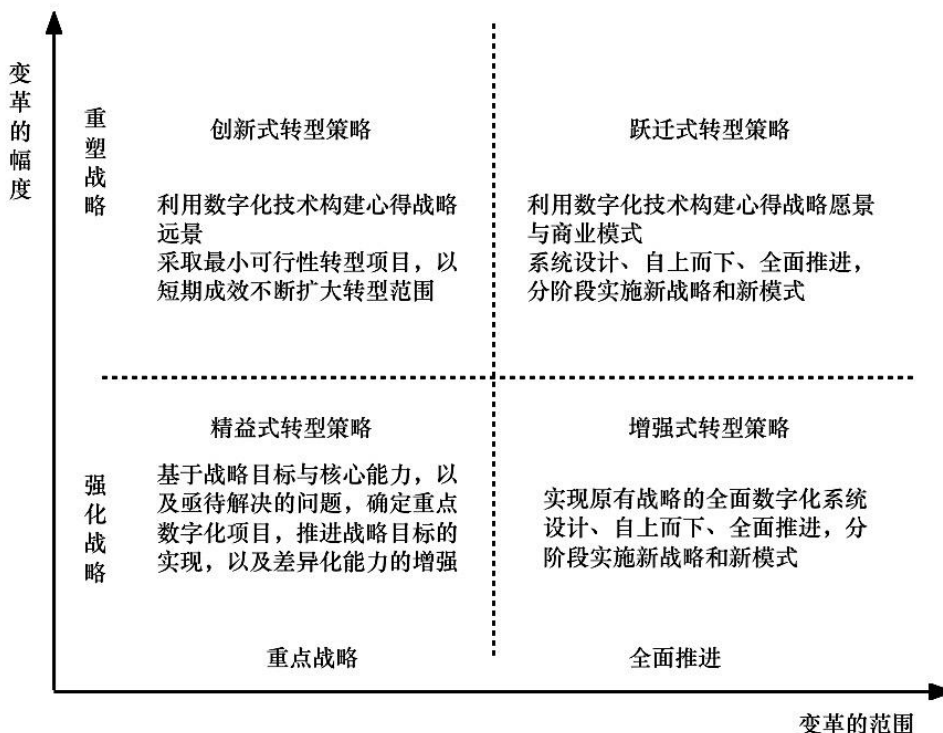 变革的幅度
重塑战略
创新式转型策略
利用数字化技术构建心得战略
远景
采取最小可行性转型项目，以
短期成效不断扩大转型范围
跃迁式转型策略
利用数字化技术构建心得战略愿景
与商业模式
系统设计、自上而下、全面推进，
分阶段实施新战略和新模式
强化战略
精益式转型策略
基于战略目标与核心能力，以
及亟待解决的问题，确定重点
数字化项目，推进战略目标的
实现，以及差异化能力的增强
增强式转型策略
实现原有战略的全面数字化系统
设计、自上而下、全面推进，分
阶段实施新战略和新模式
重点战略
全面推进
变革的范围